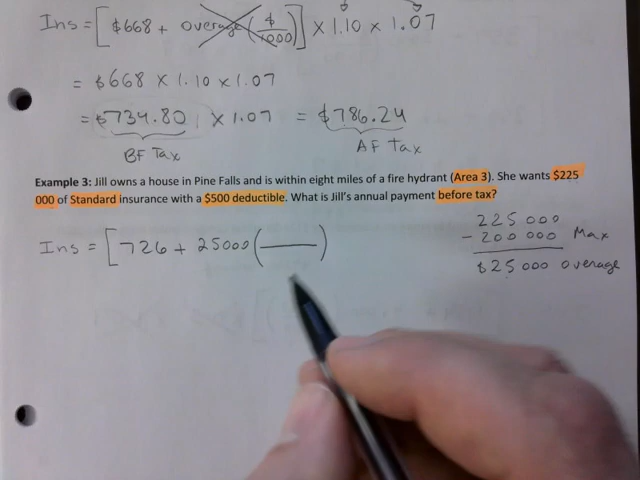 Ins = [ $668 + overage ( $ / 1000 ) ] × 1.10 × 1.07
= $668 × 1.10 × 1.07
= $734.80 × 1.07 = $786.24
BF Tax AF Tax
Example 3: Jill owns a house in Pine Falls and is within eight miles of a fire hydrant (Area 3). She wants $225
000 of Standard insurance with a $500 deductible. What is Jill's annual payment before tax?
225 000
- 200 000 Max
$25 000 overage
Ins = [ 726 + 25000 ( — )